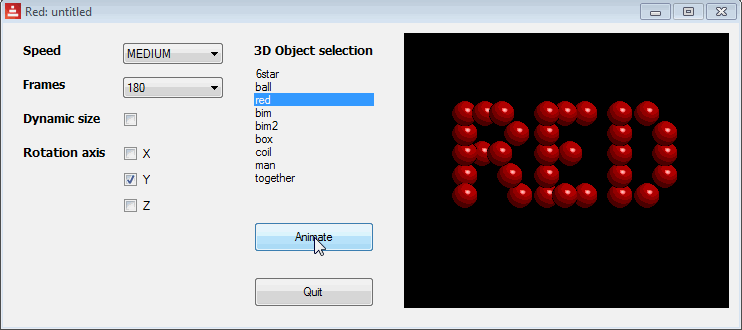 Red: untitled
Speed
MEDIUM
Frames
180
Dynamic size
Rotation axis
X
Y
Z
3D Object selection
6star
ball
red
bim
bim2
box
coil
man
together
Animate
Quit
RED